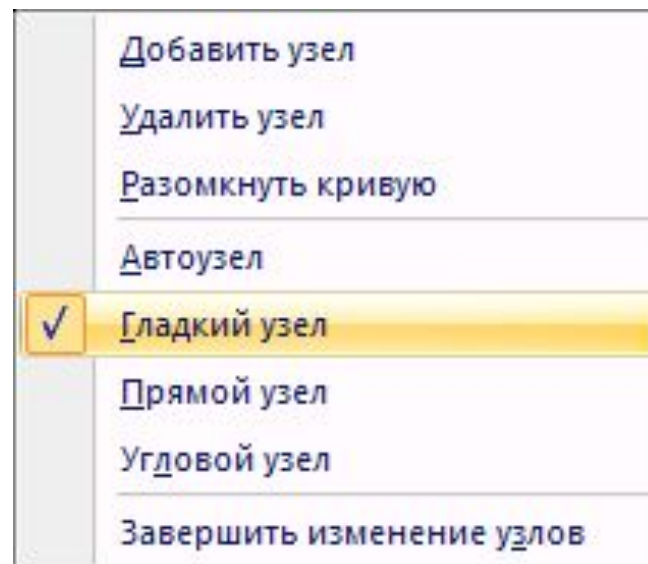 Добавить узел
Удалить узел
Разомкнуть кривую
Автоузел
Гладкий узел
Прямой узел
Угловой узел
Завершить изменение узлов